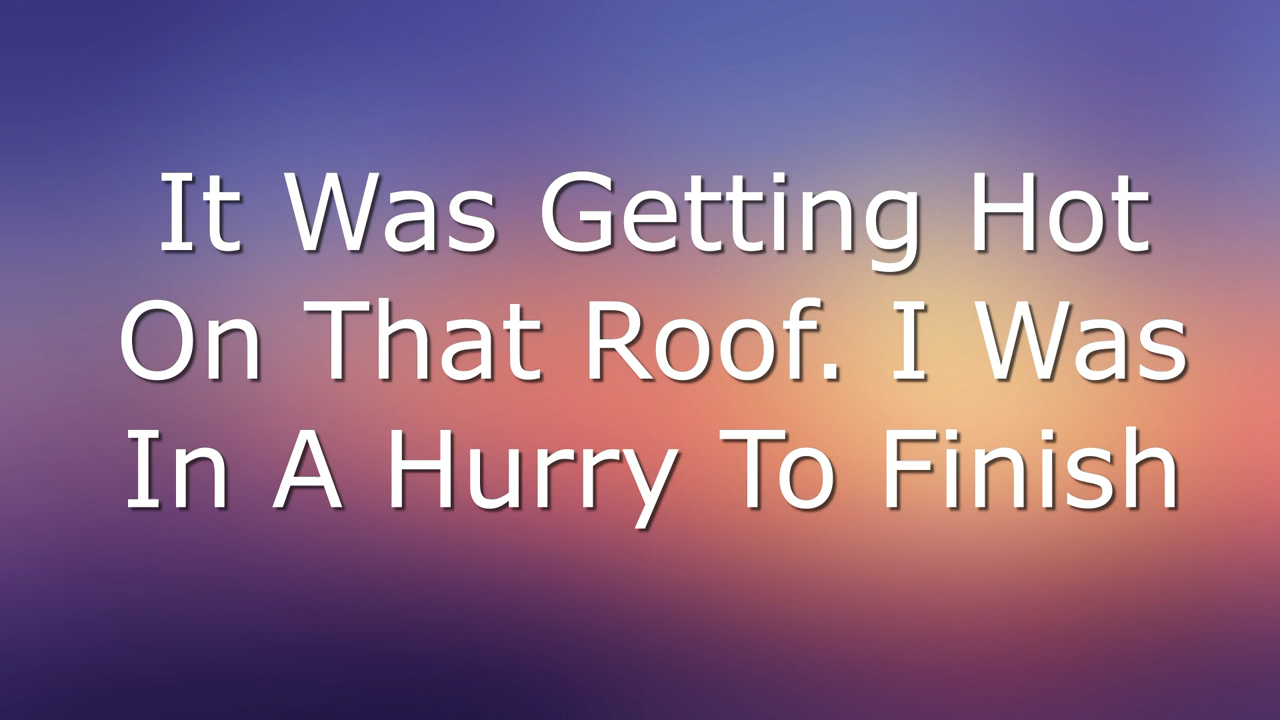 It Was Getting Hot
On That Roof. I Was
In A Hurry To Finish